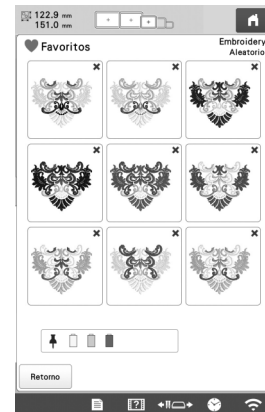 122.9 mm
151.0 mm
Favoritos
Embroidery
Aleatorio
Retorno